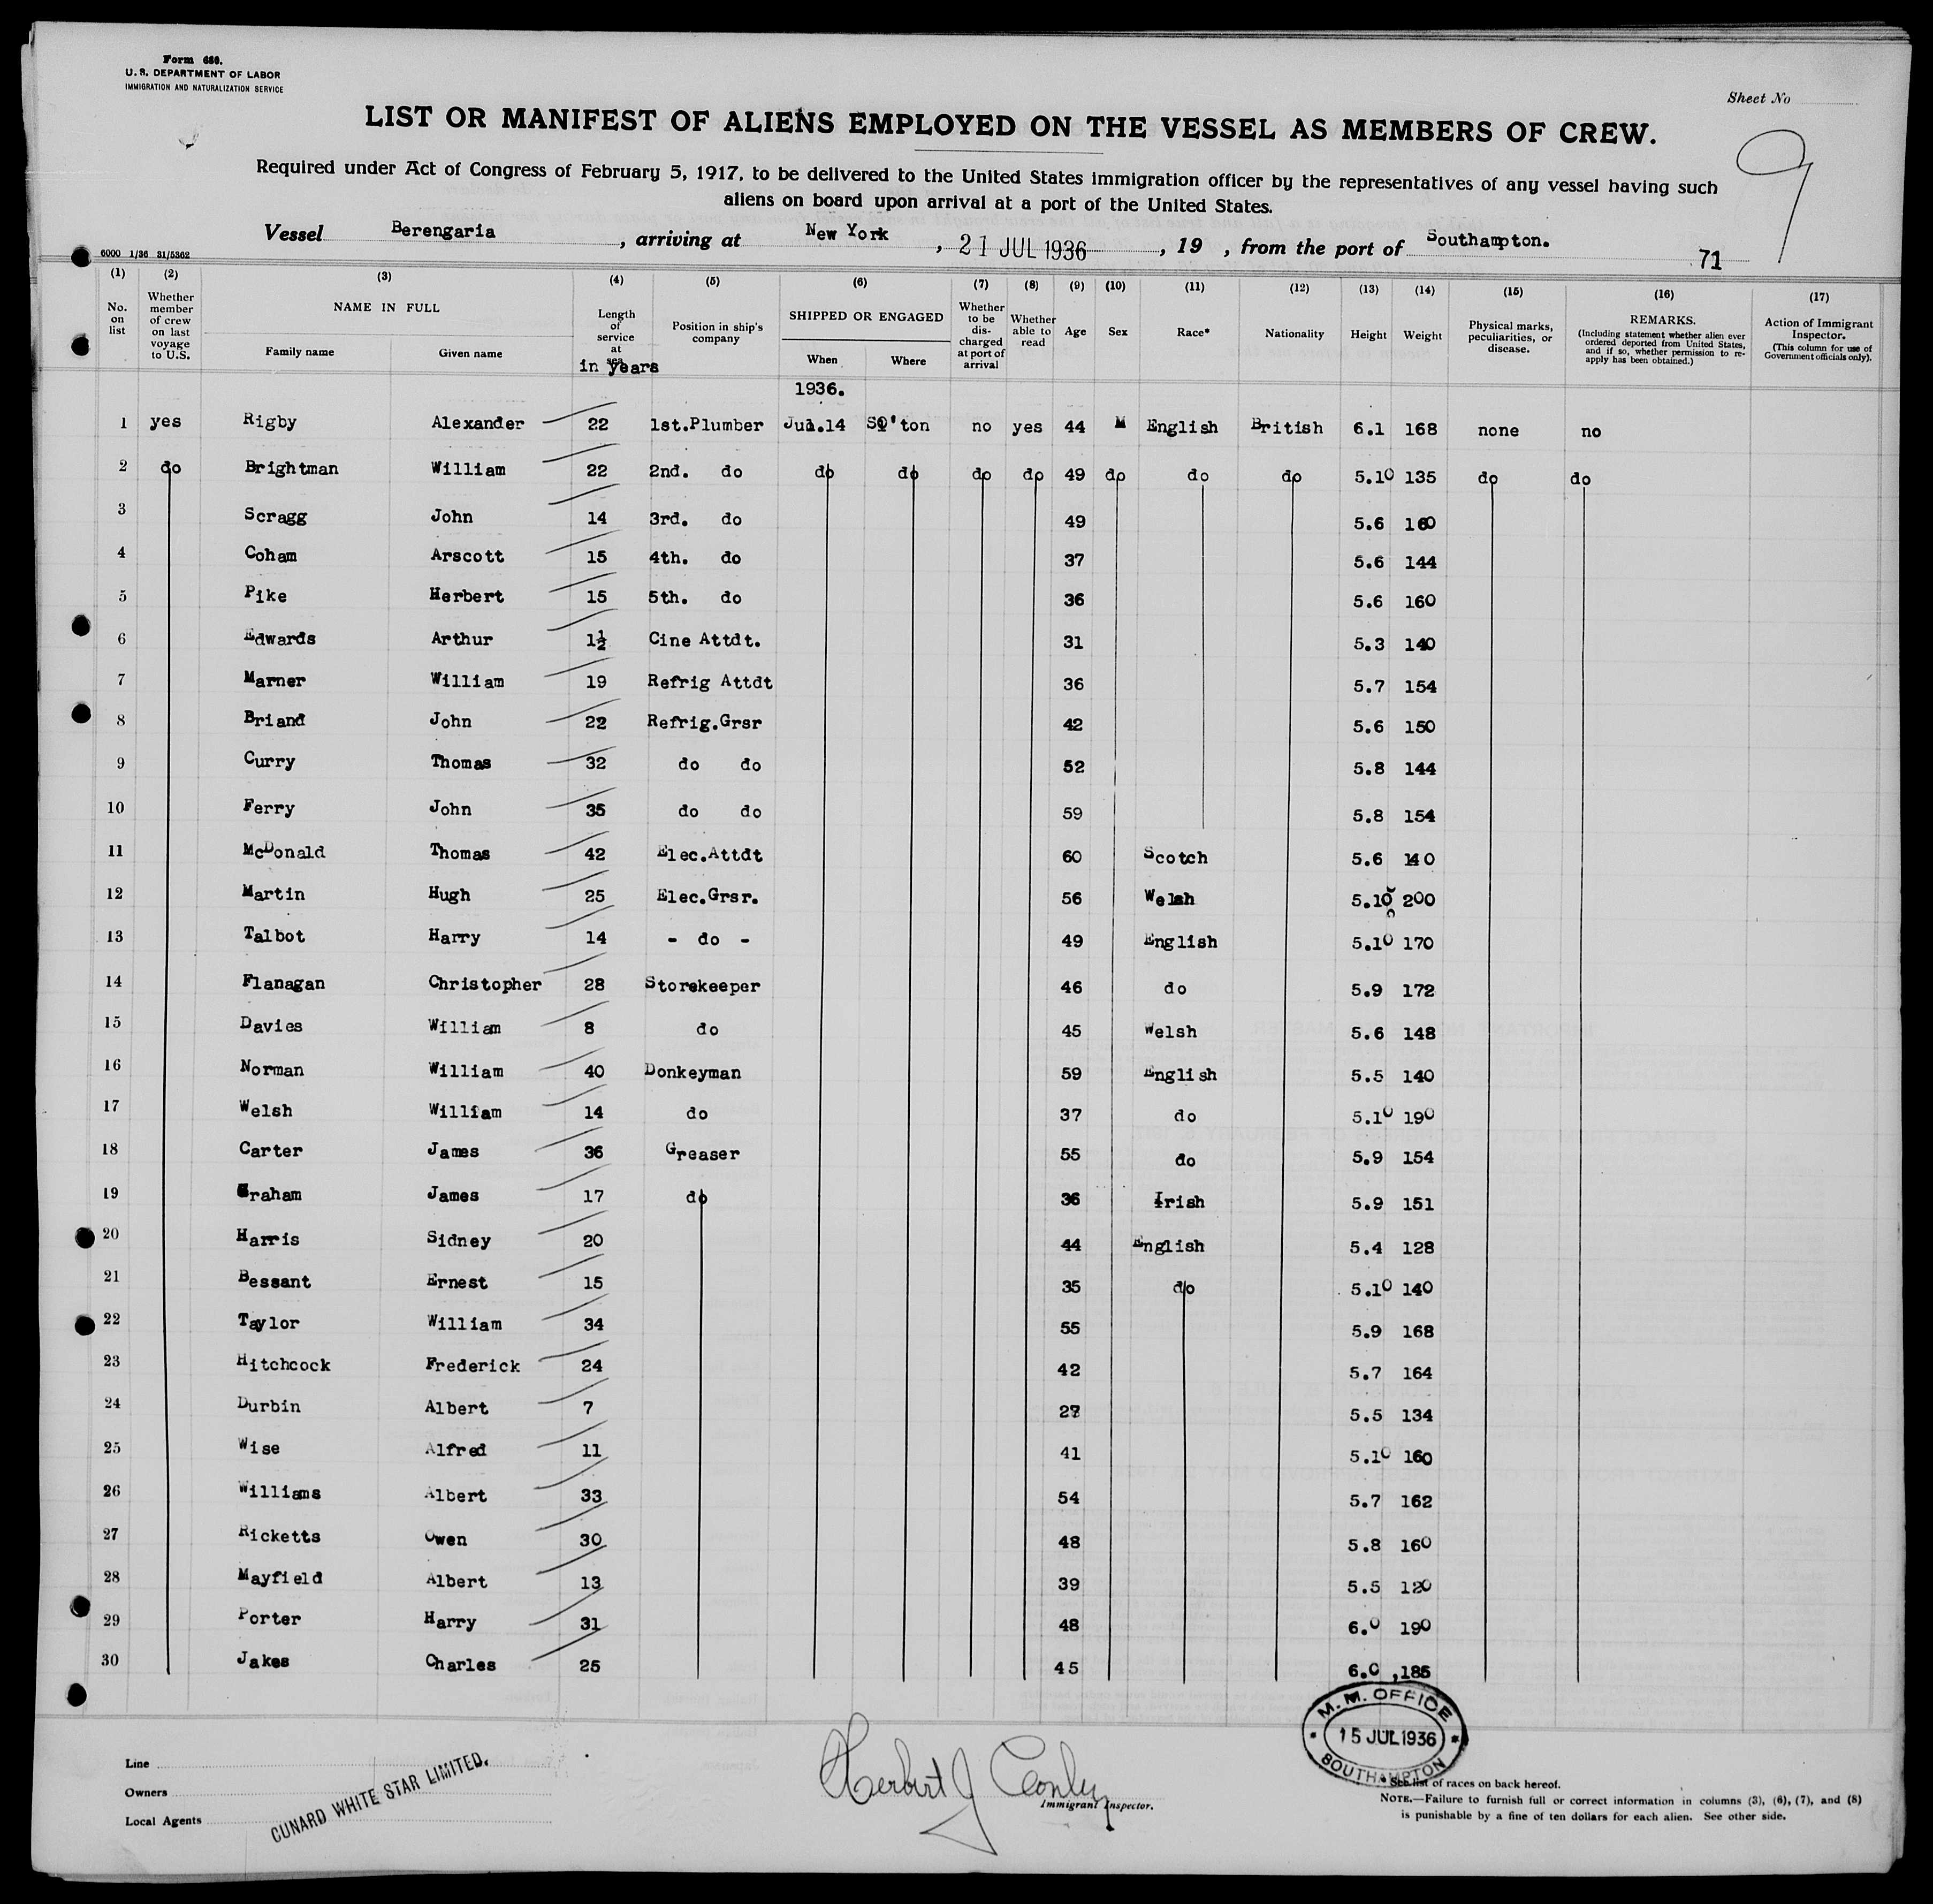 Form 680.
U. S. DEPARTMENT OF LABOR
IMMIGRATION AND NATURALIZATION SERVICE
Sheet No
9
LIST OR MANIFEST OF ALIENS EMPLOYED ON THE VESSEL AS MEMBERS OF CREW.
Required under Act of Congress of February 5, 1917, to be delivered to the United States immigration officer by the representatives of any vessel having such
aliens on board upon arrival at a port of the United States.
Vessel Berengaria, arriving at New York, 21 JUL 1936, 19 , from the port of Southampton.
6000 1/36 31/5362
71
(1) (2) (3) (4) (5) (6) (7) (8) (9) (10) (11) (12) (13) (14) (15) (16) (17)
No. on list
Whether member of crew on last voyage to U.S.
NAME IN FULL
Family name Given name
Length of service at sea
in years
Position in ship's company
SHIPPED OR ENGAGED
When Where
Whether to be discharged at port of arrival
Whether able to read
Age Sex Race* Nationality Height Weight
Physical marks, peculiarities, or disease.
REMARKS.
(Including statement whether alien ever ordered deported from United States, and if so, whether permission to reapply has been obtained.)
Action of Immigrant Inspector.
(This column for use of Government officials only).
1936.
1 yes Rigby Alexander 22 1st.Plumber Jul.14 SO'ton no yes 44 M English British 6.1 168 none no
2 do Brightman William 22 2nd. do do do do do 49 do do do 5.10 135 do do
3 Scragg John 14 3rd. do 49 5.6 160
4 Coham Arscott 15 4th. do 37 5.6 144
5 Pike Herbert 15 5th. do 36 5.6 160
6 Edwards Arthur 1½ Cine Attdt. 31 5.3 140
7 Marner William 19 Refrig Attdt 36 5.7 154
8 Briand John 22 Refrig.Grsr 42 5.6 150
9 Curry Thomas 32 do do 52 5.8 144
10 Ferry John 35 do do 59 5.8 154
11 McDonald Thomas 42 Elec.Attdt 60 Scotch 5.6 140
12 Martin Hugh 25 Elec.Grsr. 56 Welsh 5.10 200
13 Talbot Harry 14 - do - 49 English 5.10 170
14 Flanagan Christopher 28 Storekeeper 46 do 5.9 172
15 Davies William 8 do 45 Welsh 5.6 148
16 Norman William 40 Donkeyman 59 English 5.5 140
17 Welsh William 14 do 37 do 5.10 190
18 Carter James 36 Greaser 55 do 5.9 154
19 Graham James 17 do 36 Irish 5.9 151
20 Harris Sidney 20 44 English 5.4 128
21 Bessant Ernest 15 35 do 5.10 140
22 Taylor William 34 55 5.9 168
23 Hitchcock Frederick 24 42 5.7 164
24 Durbin Albert 7 27 5.5 134
25 Wise Alfred 11 41 5.10 160
26 Williams Albert 33 54 5.7 162
27 Ricketts Owen 30 48 5.8 160
28 Mayfield Albert 13 39 5.5 120
29 Porter Harry 31 48 6.0 190
30 Jakes Charles 25 45 6.0 185
M.M. OFFICE
15 JUL 1936
SOUTHAMPTON
Line
Owners
Local Agents
CUNARD WHITE STAR LIMITED.
Herbert J
Immigrant Inspector.
* See list of races on back hereof.
NOTE.—Failure to furnish full or correct information in columns (3), (6), (7), and (8)
is punishable by a fine of ten dollars for each alien. See other side.